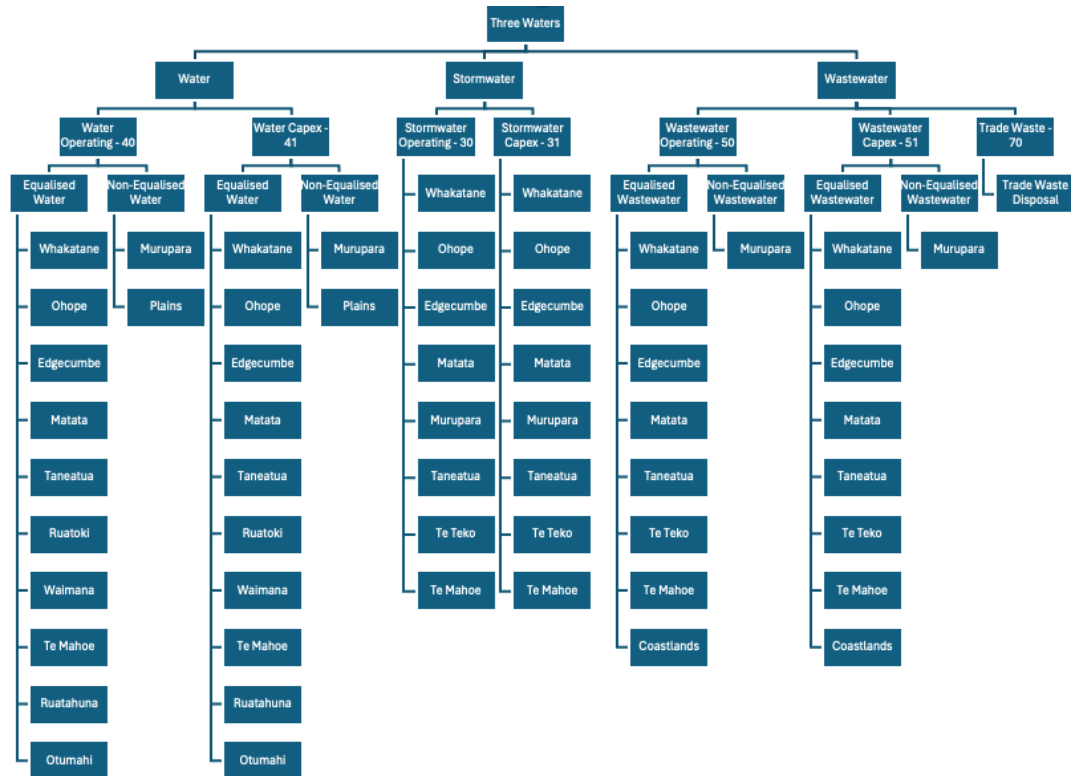 Three Waters
Water
Stormwater
Wastewater
Water
Operating - 40
Water Capex -
41
Stormwater
Operating - 30
Stormwater
Capex - 31
Wastewater
Operating - 50
Wastewater
Capex - 51
Trade Waste -
70
Equalised
Water
Non-Equalised
Water
Equalised
Water
Non-Equalised
Water
Whakatane
Whakatane
Equalised
Wastewater
Non-Equalised
Wastewater
Equalised
Wastewater
Non-Equalised
Wastewater
Trade Waste
Disposal
Whakatane
Murupara
Whakatane
Murupara
Ohope
Ohope
Whakatane
Murupara
Whakatane
Murupara
Ohope
Plains
Ohope
Plains
Edgecumbe
Edgecumbe
Ohope
Ohope
Edgecumbe
Edgecumbe
Matata
Matata
Edgecumbe
Edgecumbe
Matata
Matata
Murupara
Murupara
Matata
Matata
Taneatua
Taneatua
Taneatua
Taneatua
Taneatua
Taneatua
Ruatoki
Ruatoki
Te Teko
Te Teko
Te Teko
Te Teko
Waimana
Waimana
Te Mahoe
Te Mahoe
Te Mahoe
Te Mahoe
Te Mahoe
Te Mahoe
Coastlands
Coastlands
Ruatahuna
Ruatahuna
Otumahi
Otumahi